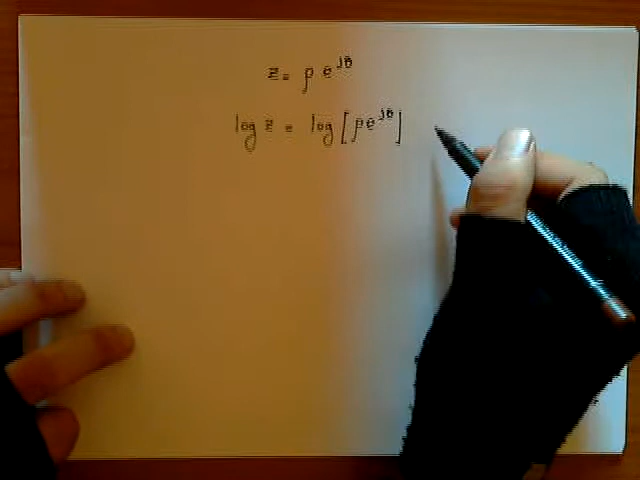 z = ρ e^{jθ}
log z = log [ρ e^{jθ}]